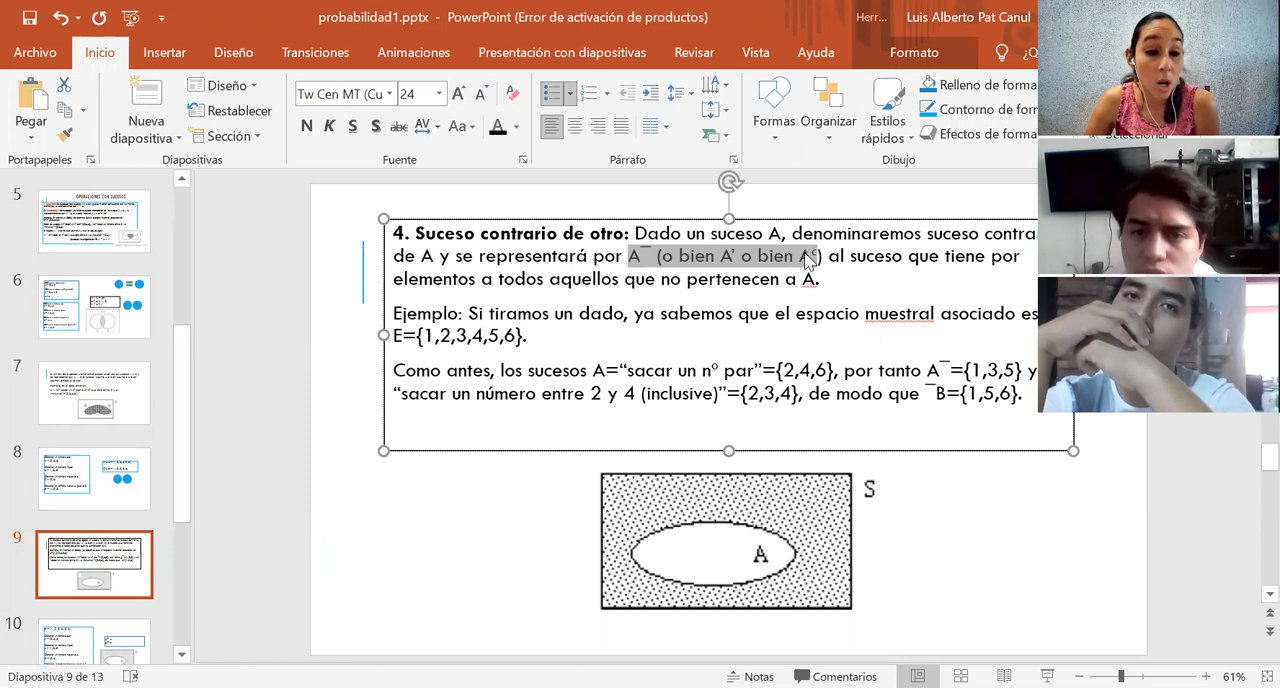 probabilidad1.pptx - PowerPoint (Error de activación de productos)
Herr...
Luis Alberto Pat Canul
Archivo
Inicio
Insertar
Diseño
Transiciones
Animaciones
Presentación con diapositivas
Revisar
Vista
Ayuda
Formato
¿Q
Pegar
Nueva
diapositiva
Diseño
Restablecer
Sección
Tw Cen MT (Cu
24
N K S S abc AV Aa A
Formas
Organizar
Estilos
rápidos
Relleno de forma
Contorno de forma
Efectos de forma
Seleccionar
Portapapeles
Diapositivas
Fuente
Párrafo
Dibujo
5
OPERACIONES CON SUCESOS
6
7
8
9
10
4. Suceso contrario de otro: Dado un suceso A, denominaremos suceso contrar
de A y se representará por A¯ (o bien A’ o bien Aᶜ) al suceso que tiene por
elementos a todos aquellos que no pertenecen a A.
Ejemplo: Si tiramos un dado, ya sabemos que el espacio muestral asociado es
E={1,2,3,4,5,6}.
Como antes, los sucesos A=“sacar un n° par”={2,4,6}, por tanto A¯={1,3,5} y
“sacar un número entre 2 y 4 (inclusive)”={2,3,4}, de modo que ¯B={1,5,6}.
S
A
Diapositiva 9 de 13
Notas
Comentarios
61%